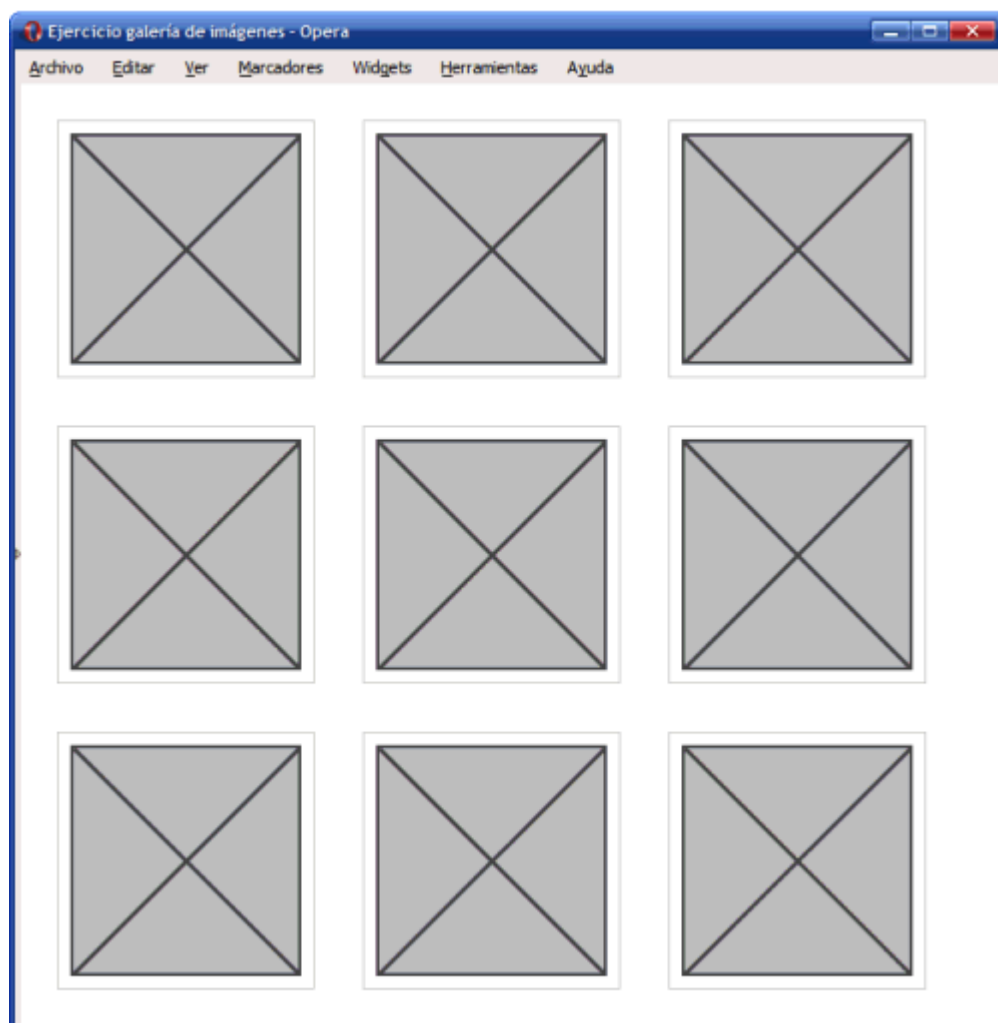 Ejercicio galería de imágenes - Opera
Archivo Editar Ver Marcadores Widgets Herramientas Ayuda